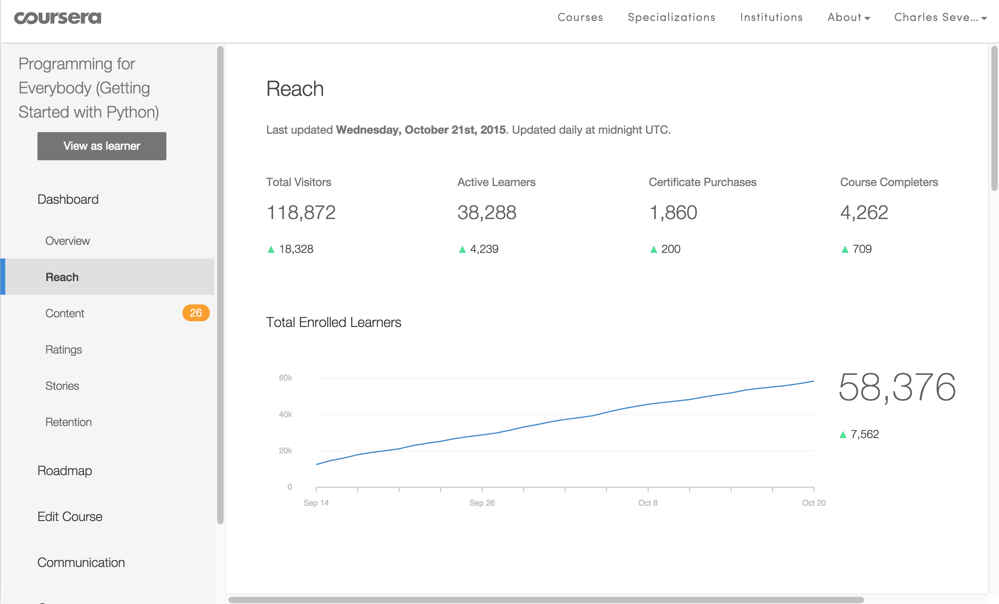 coursera
Courses Specializations Institutions About Charles Seve...
Programming for
Everybody (Getting
Started with Python)
View as learner
Dashboard
Overview
Reach
Content 26
Ratings
Stories
Retention
Roadmap
Edit Course
Communication
Reach
Last updated Wednesday, October 21st, 2015. Updated daily at midnight UTC.
Total Visitors Active Learners Certificate Purchases Course Completers
118,872 38,288 1,860 4,262
▲ 18,328 ▲ 4,239 ▲ 200 ▲ 709
Total Enrolled Learners
60k
40k
20k
0
Sep 14 Sep 26 Oct 8 Oct 20
58,376
▲ 7,562